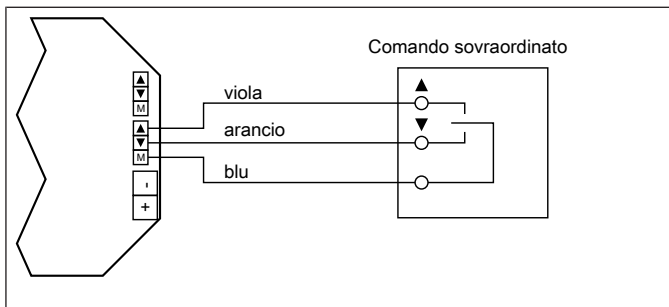 Comando sovraordinato
▲
▼
M
viola
▲
▲
arancio
▼
▼
M
blu
-
+